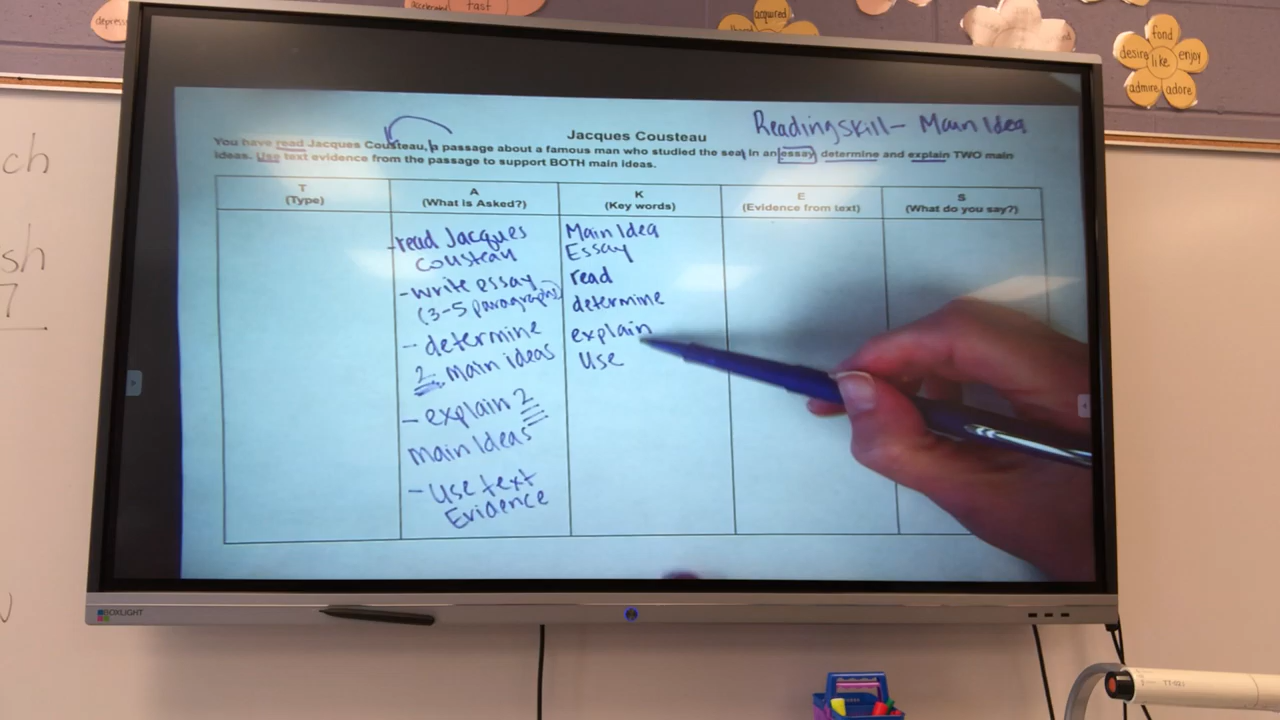 fast
acquired
fond
desire like enjoy
admire adore
ch
sh
7
Reading skill - Main Idea
Jacques Cousteau
You have read Jacques Cousteau, a passage about a famous man who studied the sea. In an essay, determine and explain TWO main
ideas. Use text evidence from the passage to support BOTH main ideas.
T
(Type)
A
(What is Asked?)
K
(Key words)
E
(Evidence from text)
S
(What do you say?)
-read Jacques
Cousteau
-write essay
(3-5 paragraphs)
- determine
2 main ideas
- explain 2
Main Ideas
- Use text
Evidence
Main Idea
Essay
read
determine
explain
Use
BOXLIGHT